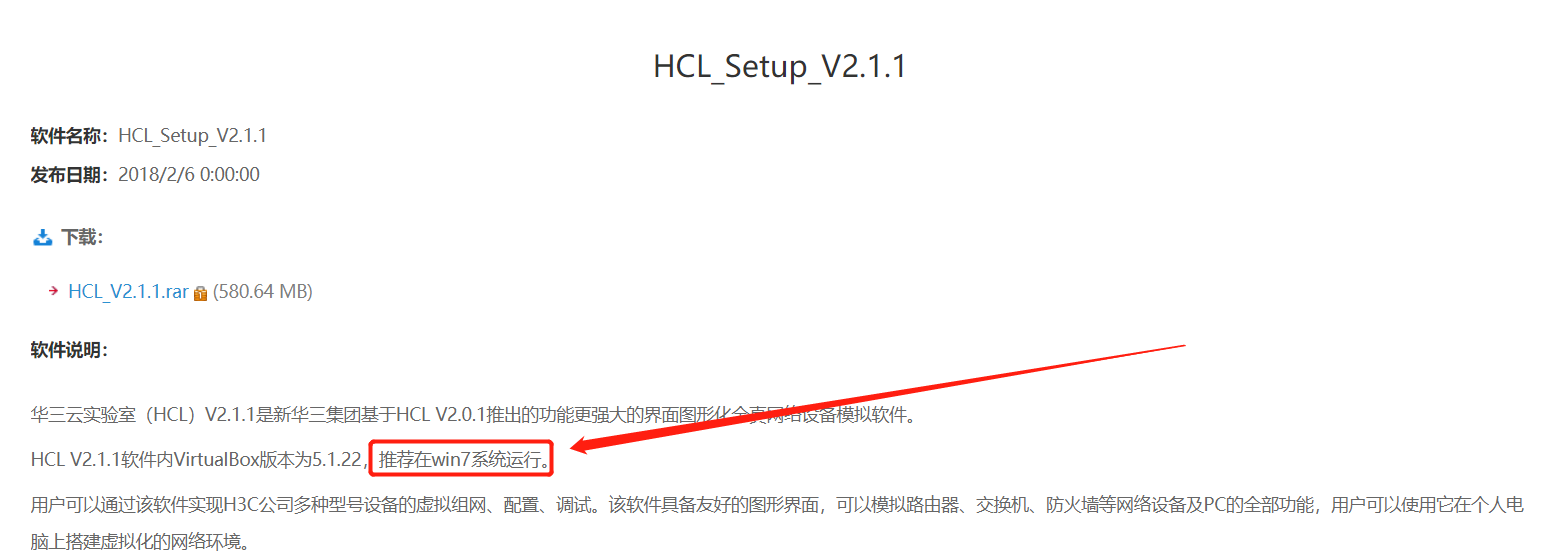 HCL_Setup_V2.1.1
软件名称：HCL_Setup_V2.1.1
发布日期：2018/2/6 0:00:00
下载：
HCL_V2.1.1.rar (580.64 MB)
软件说明：
华三云实验室（HCL）V2.1.1是新华三集团基于HCL V2.0.1推出的功能更强大的界面图形化全真网络设备模拟软件。
HCL V2.1.1软件内VirtualBox版本为5.1.22，推荐在win7系统运行。
用户可以通过该软件实现H3C公司多种型号设备的虚拟组网、配置、调试。该软件具备友好的图形界面，可以模拟路由器、交换机、防火墙等网络设备及PC的全部功能，用户可以使用它在个人电
脑上搭建虚拟化的网络环境。